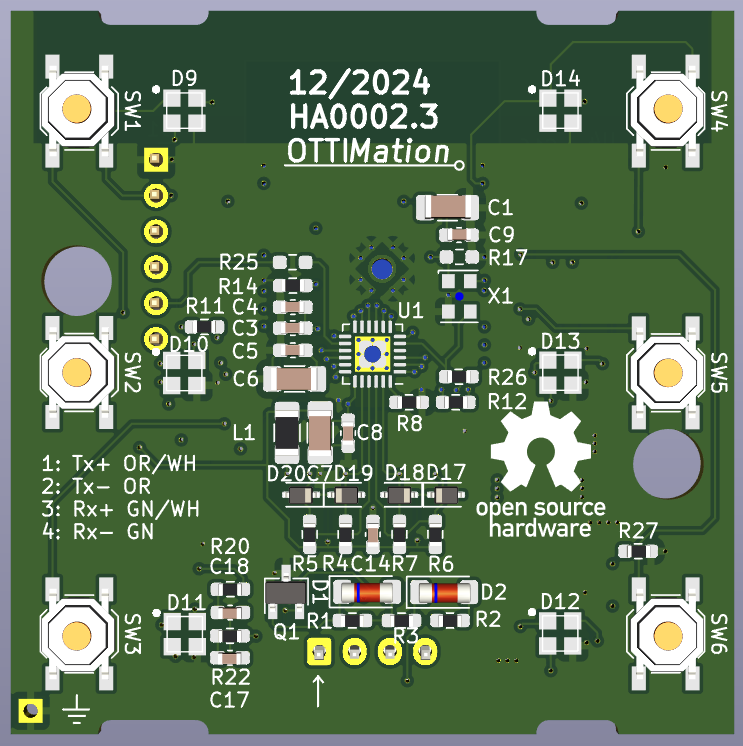 D9
12/2024
D14
HA0002.3
SW1
SW4
OTTIMation
C1
C9
R25
R17
R14
C4
X1
R11
U1
C3
D10
C5
D13
SW2
C6
R26
SW5
R12
R8
L1
C8
1: Tx+ OR/WH
2: Tx- OR
3: Rx+ GN/WH
4: Rx- GN
D20 C7 D19 D18 D17
open source
hardware
R27
R20
C18
R5 R4 C14 R7 R6
D11
D1
D2
D12
SW3
Q1
R1
R3
R2
SW6
R22
C17